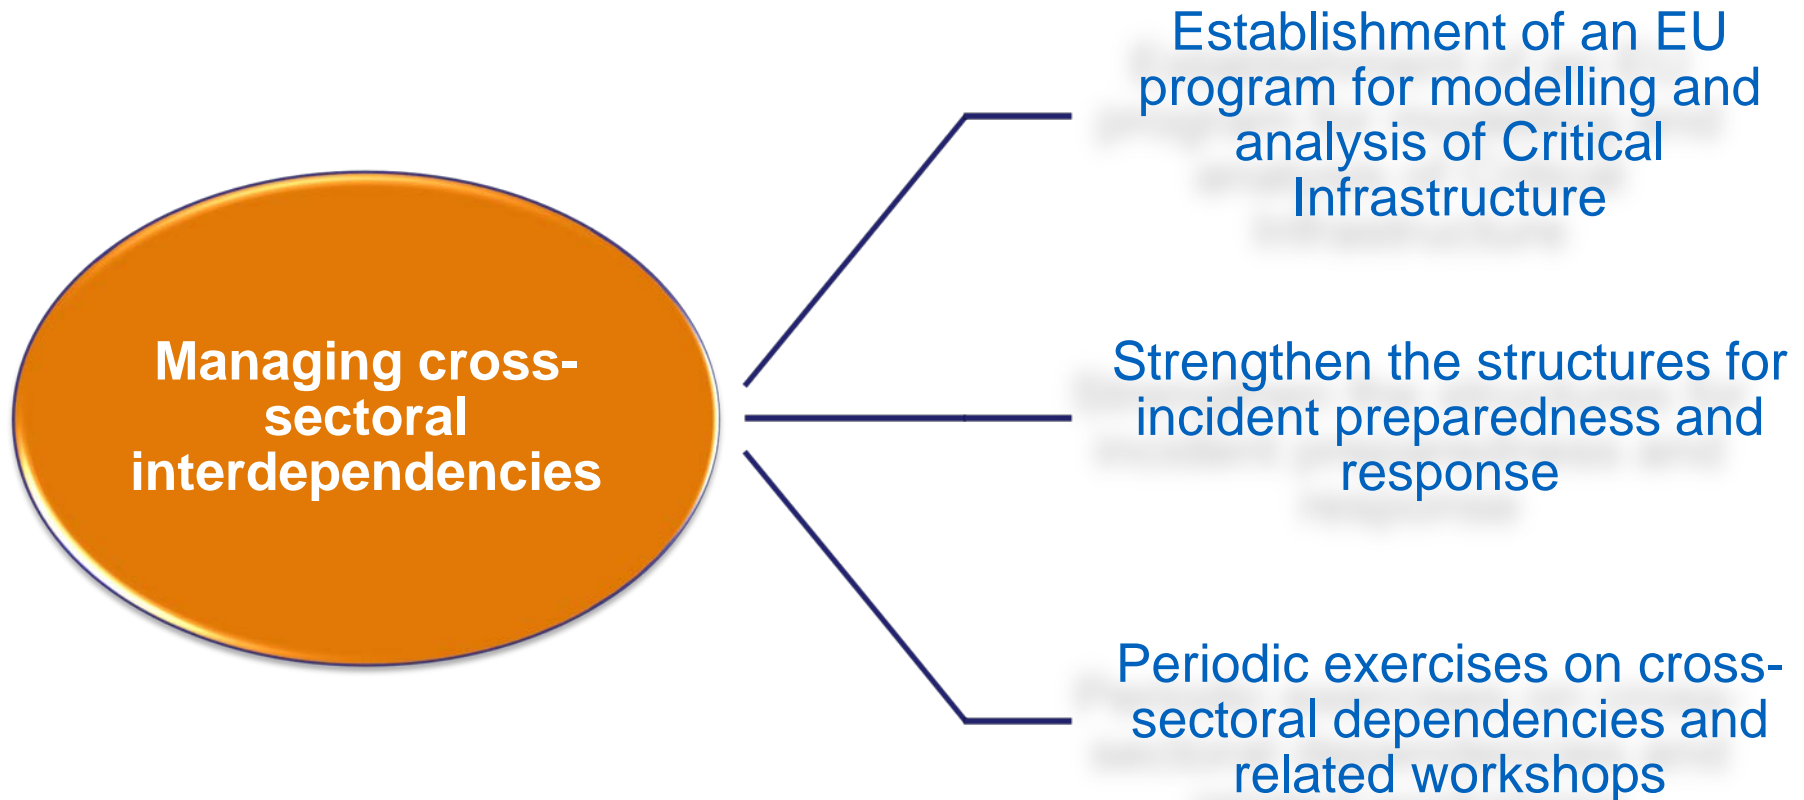 Establishment of an EU
program for modelling and
analysis of Critical
Infrastructure
Managing cross-
sectoral
interdependencies
Strengthen the structures for
incident preparedness and
response
Periodic exercises on cross-
sectoral dependencies and
related workshops